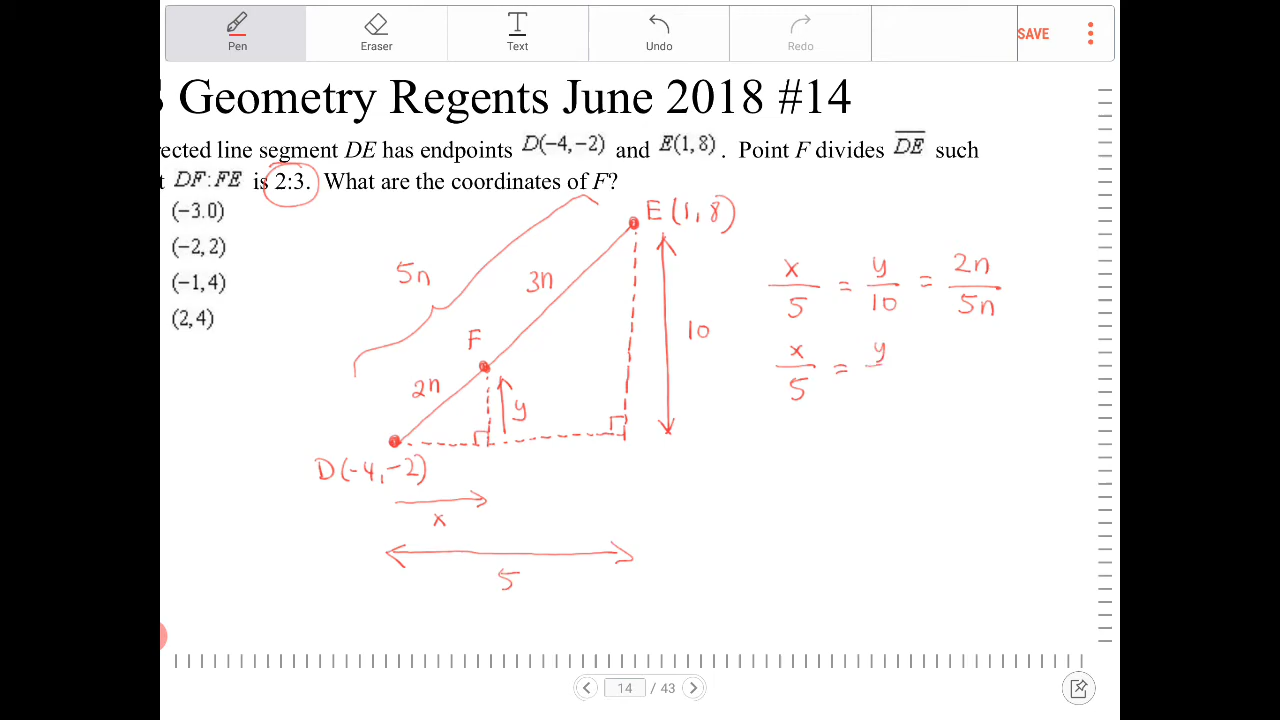 Pen Eraser Text Undo Redo SAVE
Geometry Regents June 2018 #14
line segment DE has endpoints D(-4,-2) and E(1,8). Point F divides DE such
DF:FE is 2:3. What are the coordinates of F?
(-3.0)
(-2,2)
(-1,4)
(2,4)
E(1,8)
5n
3n
F
2n
y
10
D(-4,-2)
x
5
x/5 = y/10 = 2n/5n
x/5 = y
14 / 43